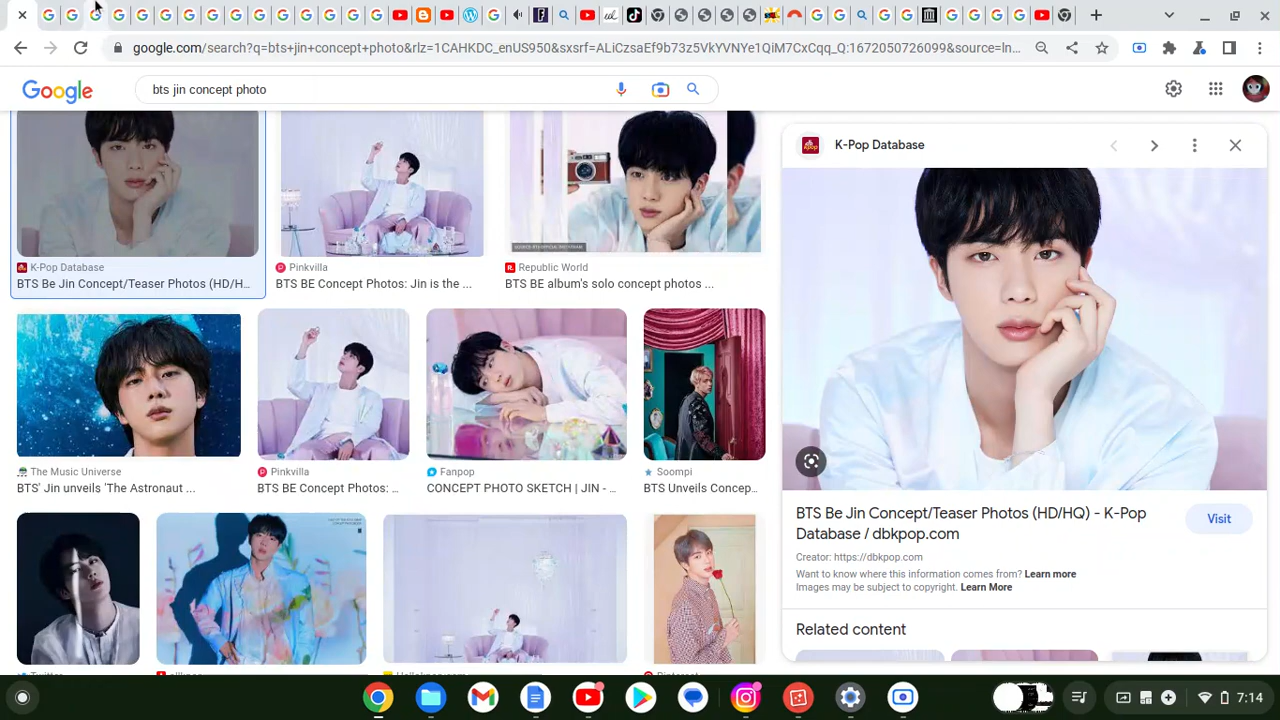 google.com/search?q=bts+jin+concept+photo&rlz=1CAHKDC_enUS950&sxsrf=ALiCzsaEf9b73z5VkYVNYe1QiM7CxCqq_Q:1672050726099&source=ln...
Google
bts jin concept photo
K-Pop Database
K-Pop Database
BTS Be Jin Concept/Teaser Photos (HD/H...
Pinkvilla
BTS BE Concept Photos: Jin is the ...
Republic World
BTS BE album's solo concept photos ...
The Music Universe
BTS' Jin unveils 'The Astronaut ...
Pinkvilla
BTS BE Concept Photos: ...
Fanpop
CONCEPT PHOTO SKETCH | JIN - ...
Soompi
BTS Unveils Concep...
BTS Be Jin Concept/Teaser Photos (HD/HQ) - K-Pop
Database / dbkpop.com
Visit
Creator: https://dbkpop.com
Want to know where this information comes from? Learn more
Images may be subject to copyright. Learn More
Related content
7:14